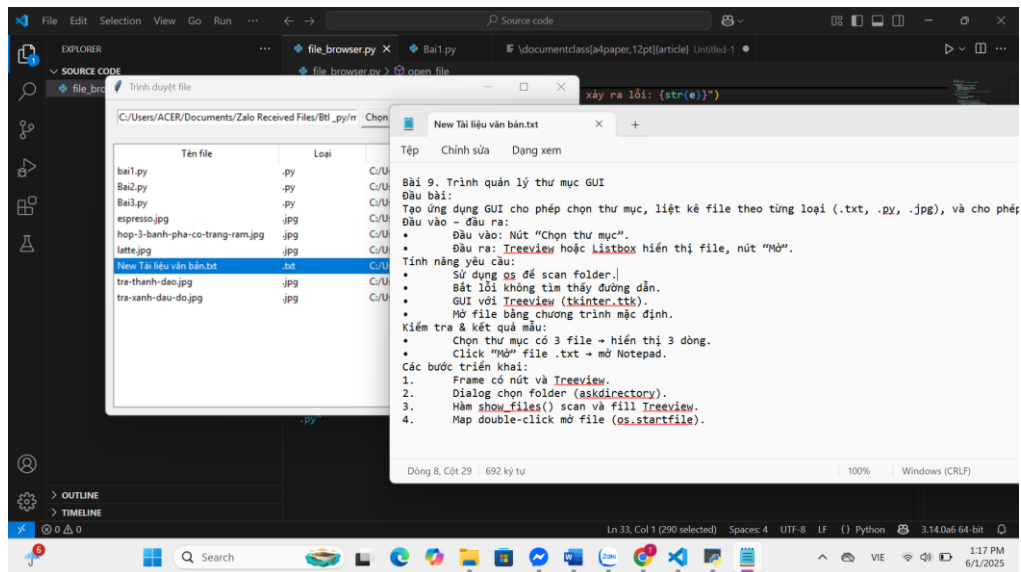 File Edit Selection View Go Run ···
Source code
EXPLORER ···
file_browser.py
Bai1.py
\documentclass[a4paper,12pt]{article} Untitled-1
SOURCE CODE
file_browser.py > open_file
file_brc
xảy ra lỗi: {str(e)}")
Trình duyệt file
C:/Users/ACER/Documents/Zalo Received Files/Btl _py/m Chọn
Tên file Loại
bai1.py .py C:/U
Bai2.py .py C:/U
Bai3.py .py C:/U
espresso.jpg .jpg C:/U
hop-3-banh-pha-co-trang-ram.jpg .jpg C:/U
latte.jpg .jpg C:/U
New Tài liệu văn bản.txt .txt C:/U
tra-thanh-dao.jpg .jpg C:/U
tra-xanh-dau-do.jpg .jpg C:/U
New Tài liệu văn bản.txt
Tệp Chỉnh sửa Dạng xem
Bài 9. Trình quản lý thư mục GUI
Đầu bài:
Tạo ứng dụng GUI cho phép chọn thư mục, liệt kê file theo từng loại (.txt, .py, .jpg), và cho phép
Đầu vào – đầu ra:
• Đầu vào: Nút “Chọn thư mục”.
• Đầu ra: Treeview hoặc Listbox hiển thị file, nút “Mở”.
Tính năng yêu cầu:
• Sử dụng os để scan folder.
• Bắt lỗi không tìm thấy đường dẫn.
• GUI với Treeview (tkinter.ttk).
• Mở file bằng chương trình mặc định.
Kiểm tra & kết quả mẫu:
• Chọn thư mục có 3 file → hiển thị 3 dòng.
• Click “Mở” file .txt → mở Notepad.
Các bước triển khai:
1. Frame có nút và Treeview.
2. Dialog chọn folder (askdirectory).
3. Hàm show_files() scan và fill Treeview.
4. Map double-click mở file (os.startfile).
.py"
Dòng 8, Cột 29 692 ký tự 100% Windows (CRLF)
OUTLINE
TIMELINE
0 0 Ln 33, Col 1 (290 selected) Spaces: 4 UTF-8 LF {} Python 3.14.0a6 64-bit
6 Search Zalo VIE 1:17 PM
6/1/2025